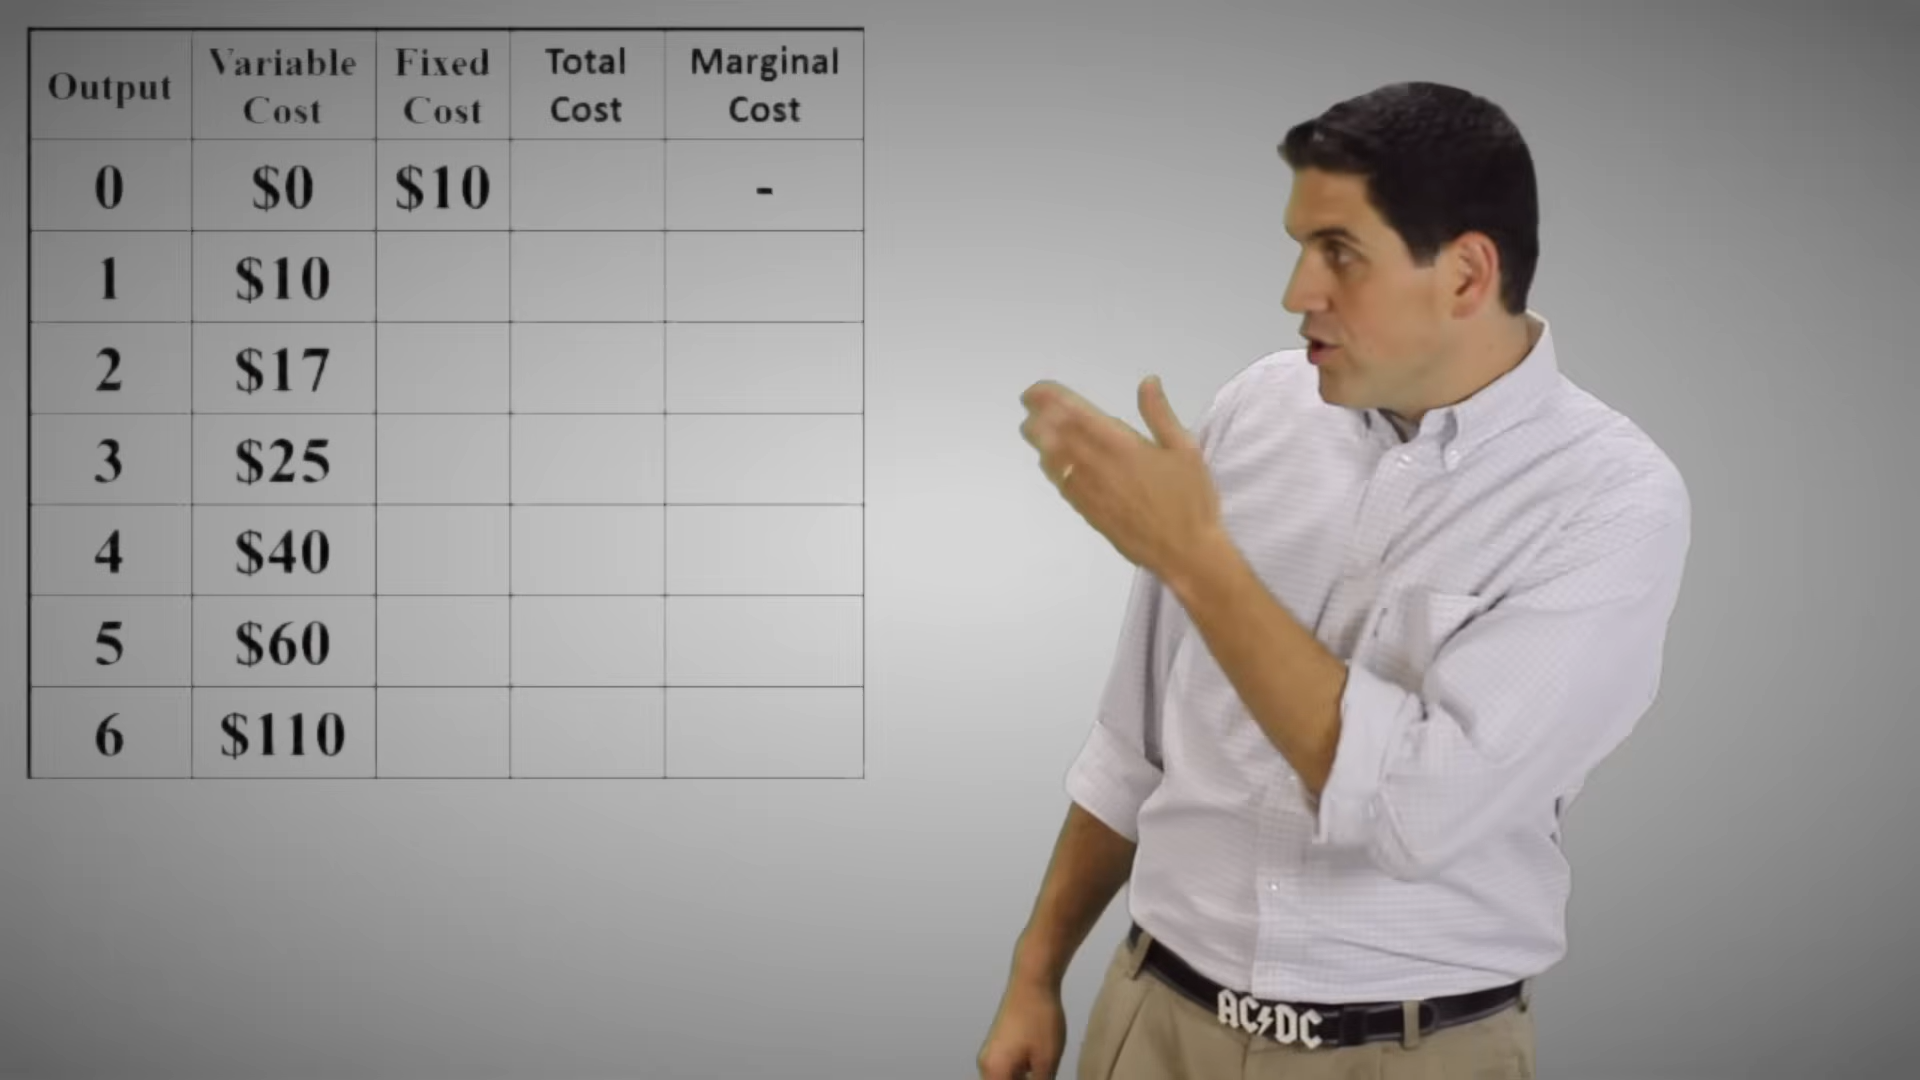 Output Variable Cost Fixed Cost Total Cost Marginal Cost
0 $0 $10 -
1 $10
2 $17
3 $25
4 $40
5 $60
6 $110
AC⚡DC